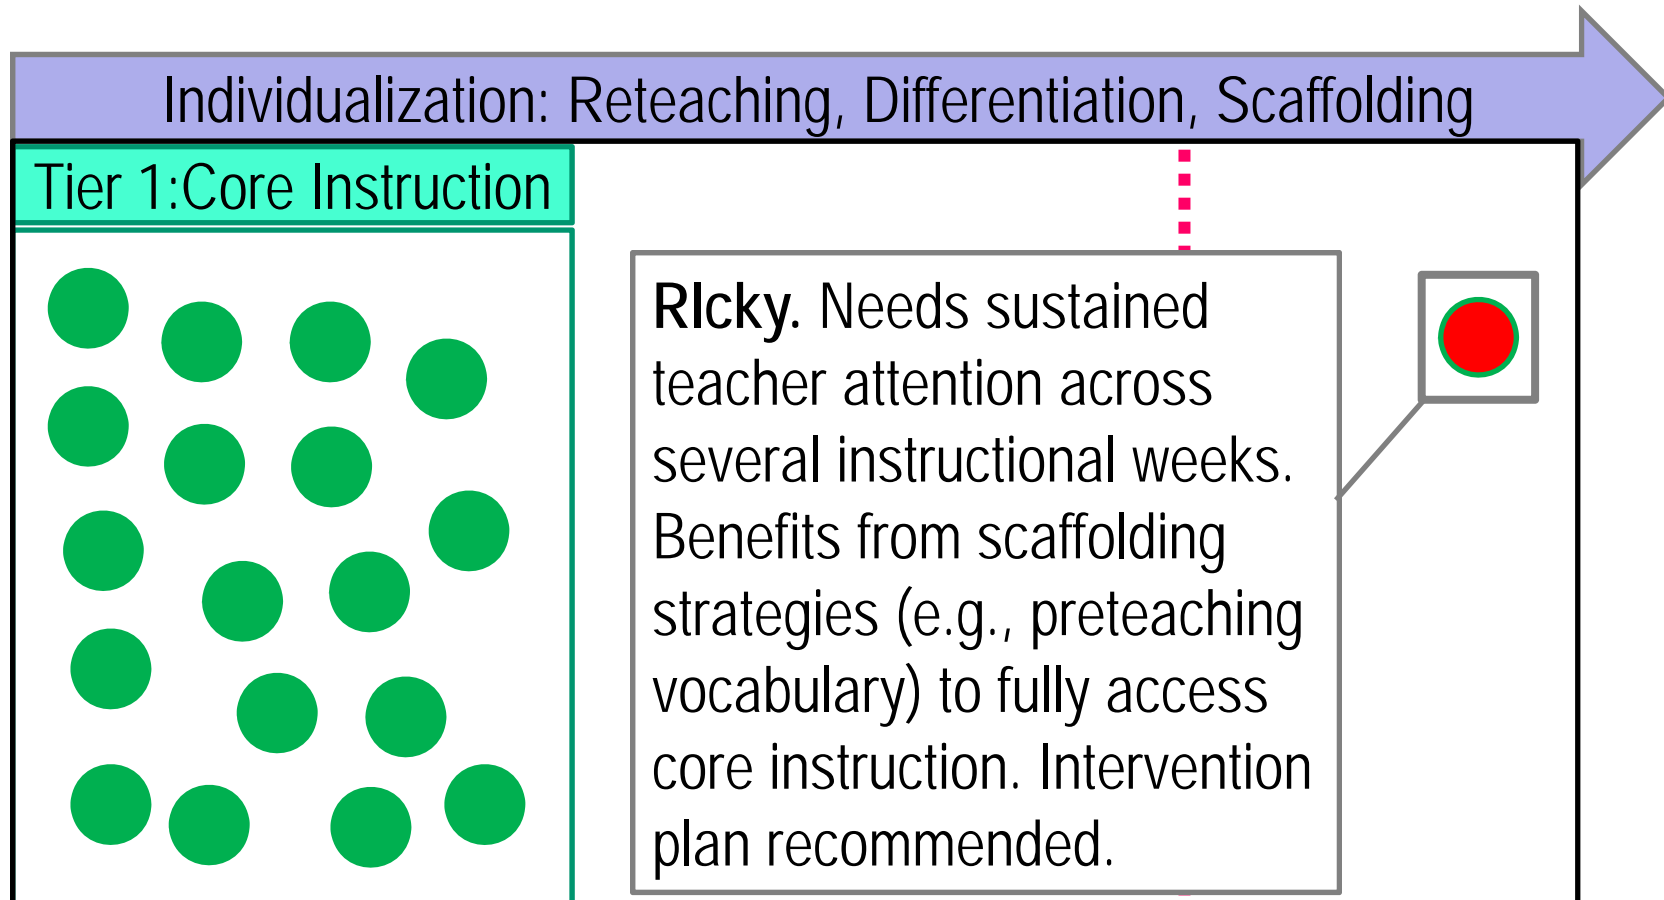 Individualization: Reteaching, Differentiation, Scaffolding
Tier 1:Core Instruction
RIcky. Needs sustained
teacher attention across
several instructional weeks.
Benefits from scaffolding
strategies (e.g., preteaching
vocabulary) to fully access
core instruction. Intervention
plan recommended.